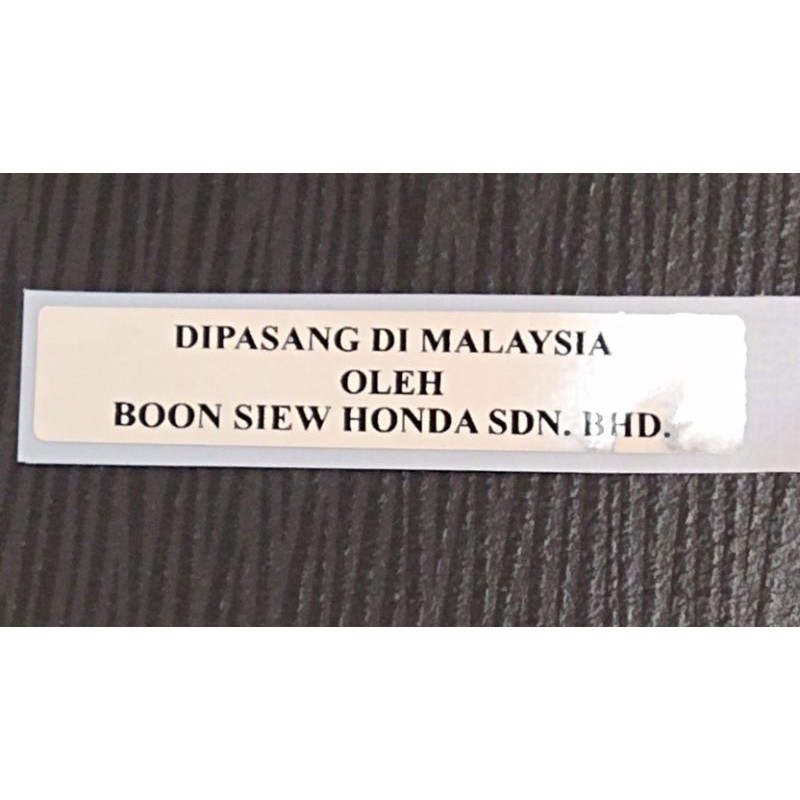 DIPASANG DI MALAYSIA
OLEH
BOON SIEW HONDA SDN. BHD.